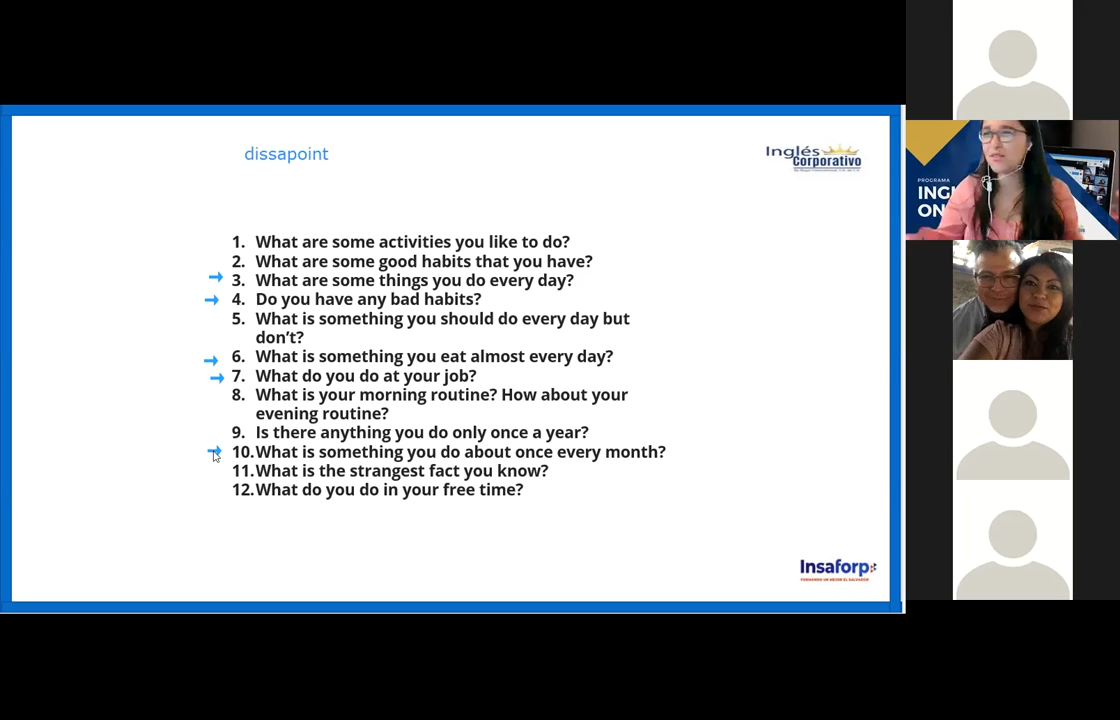 dissapoint
Inglés
Corporativo
1. What are some activities you like to do?
2. What are some good habits that you have?
3. What are some things you do every day?
4. Do you have any bad habits?
5. What is something you should do every day but
don't?
6. What is something you eat almost every day?
7. What do you do at your job?
8. What is your morning routine? How about your
evening routine?
9. Is there anything you do only once a year?
10.What is something you do about once every month?
11.What is the strangest fact you know?
12.What do you do in your free time?
Insaforp
FORMANDO UN MEJOR EL SALVADOR
PROGRAMA
ING
ON